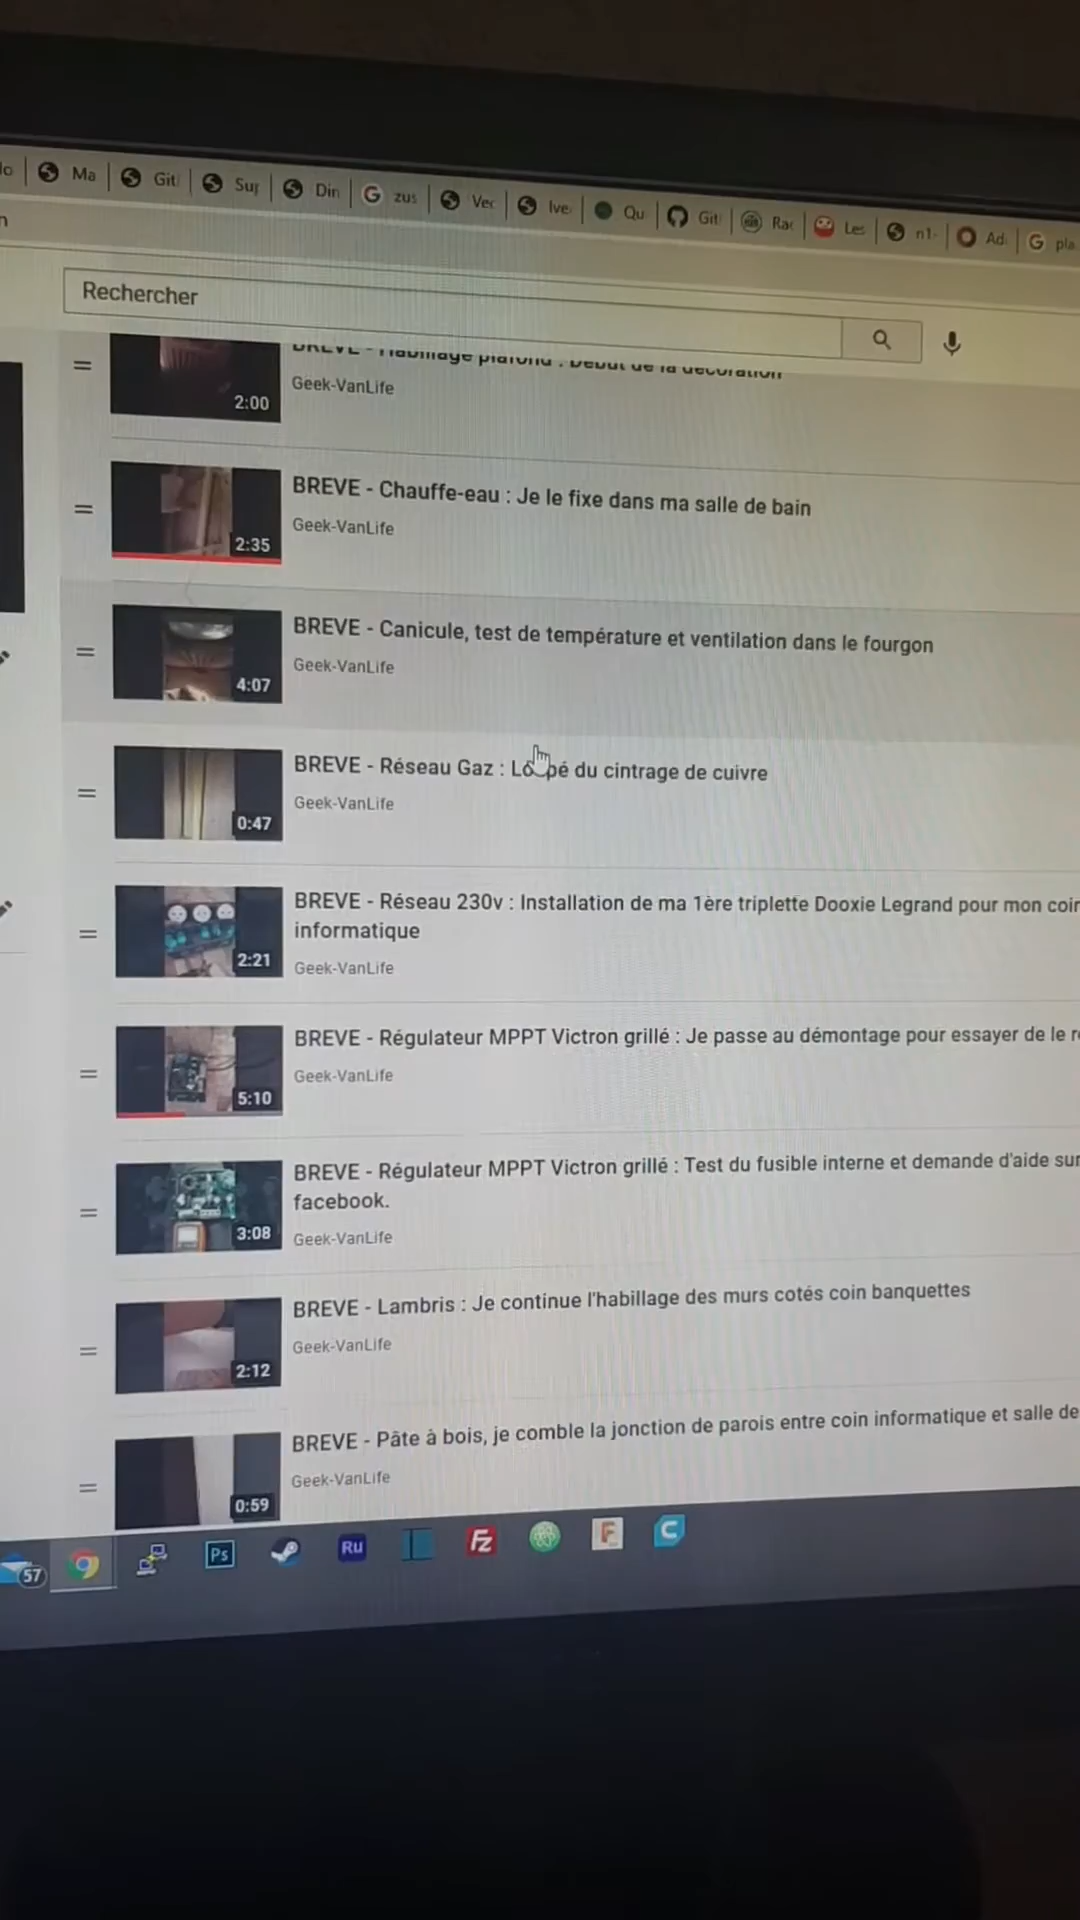 Ma
Git
Sup
Din
zus
Vec
Ive
Qu
Git
Rac
Les
n1-
Ad
pla
Rechercher
BREVE - Habillage plafond : Début de la décoration
Geek-VanLife
2:00
BREVE - Chauffe-eau : Je le fixe dans ma salle de bain
Geek-VanLife
2:35
BREVE - Canicule, test de température et ventilation dans le fourgon
Geek-VanLife
4:07
BREVE - Réseau Gaz : Loupé du cintrage de cuivre
Geek-VanLife
0:47
BREVE - Réseau 230v : Installation de ma 1ère triplette Dooxie Legrand pour mon coin
informatique
Geek-VanLife
2:21
BREVE - Régulateur MPPT Victron grillé : Je passe au démontage pour essayer de le
Geek-VanLife
5:10
BREVE - Régulateur MPPT Victron grillé : Test du fusible interne et demande d'aide sur
facebook.
Geek-VanLife
3:08
BREVE - Lambris : Je continue l'habillage des murs cotés coin banquettes
Geek-VanLife
2:12
BREVE - Pâte à bois, je comble la jonction de parois entre coin informatique et salle de
Geek-VanLife
0:59
57
Ps
Ru
Fz
F
C